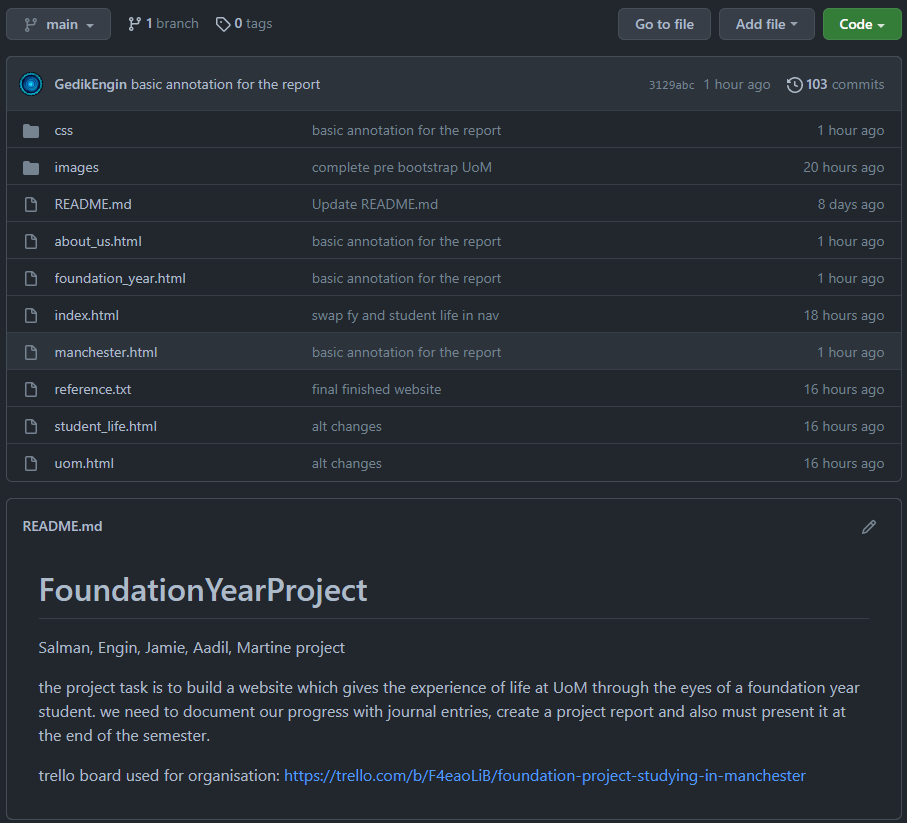 main 1 branch 0 tags Go to file Add file Code
GedikEngin basic annotation for the report 3129abc 1 hour ago 103 commits
css basic annotation for the report 1 hour ago
images complete pre bootstrap UoM 20 hours ago
README.md Update README.md 8 days ago
about_us.html basic annotation for the report 1 hour ago
foundation_year.html basic annotation for the report 1 hour ago
index.html swap fy and student life in nav 18 hours ago
manchester.html basic annotation for the report 1 hour ago
reference.txt final finished website 16 hours ago
student_life.html alt changes 16 hours ago
uom.html alt changes 16 hours ago
README.md
FoundationYearProject
Salman, Engin, Jamie, Aadil, Martine project
the project task is to build a website which gives the experience of life at UoM through the eyes of a foundation year
student. we need to document our progress with journal entries, create a project report and also must present it at
the end of the semester.
trello board used for organisation: https://trello.com/b/F4eaoLiB/foundation-project-studying-in-manchester